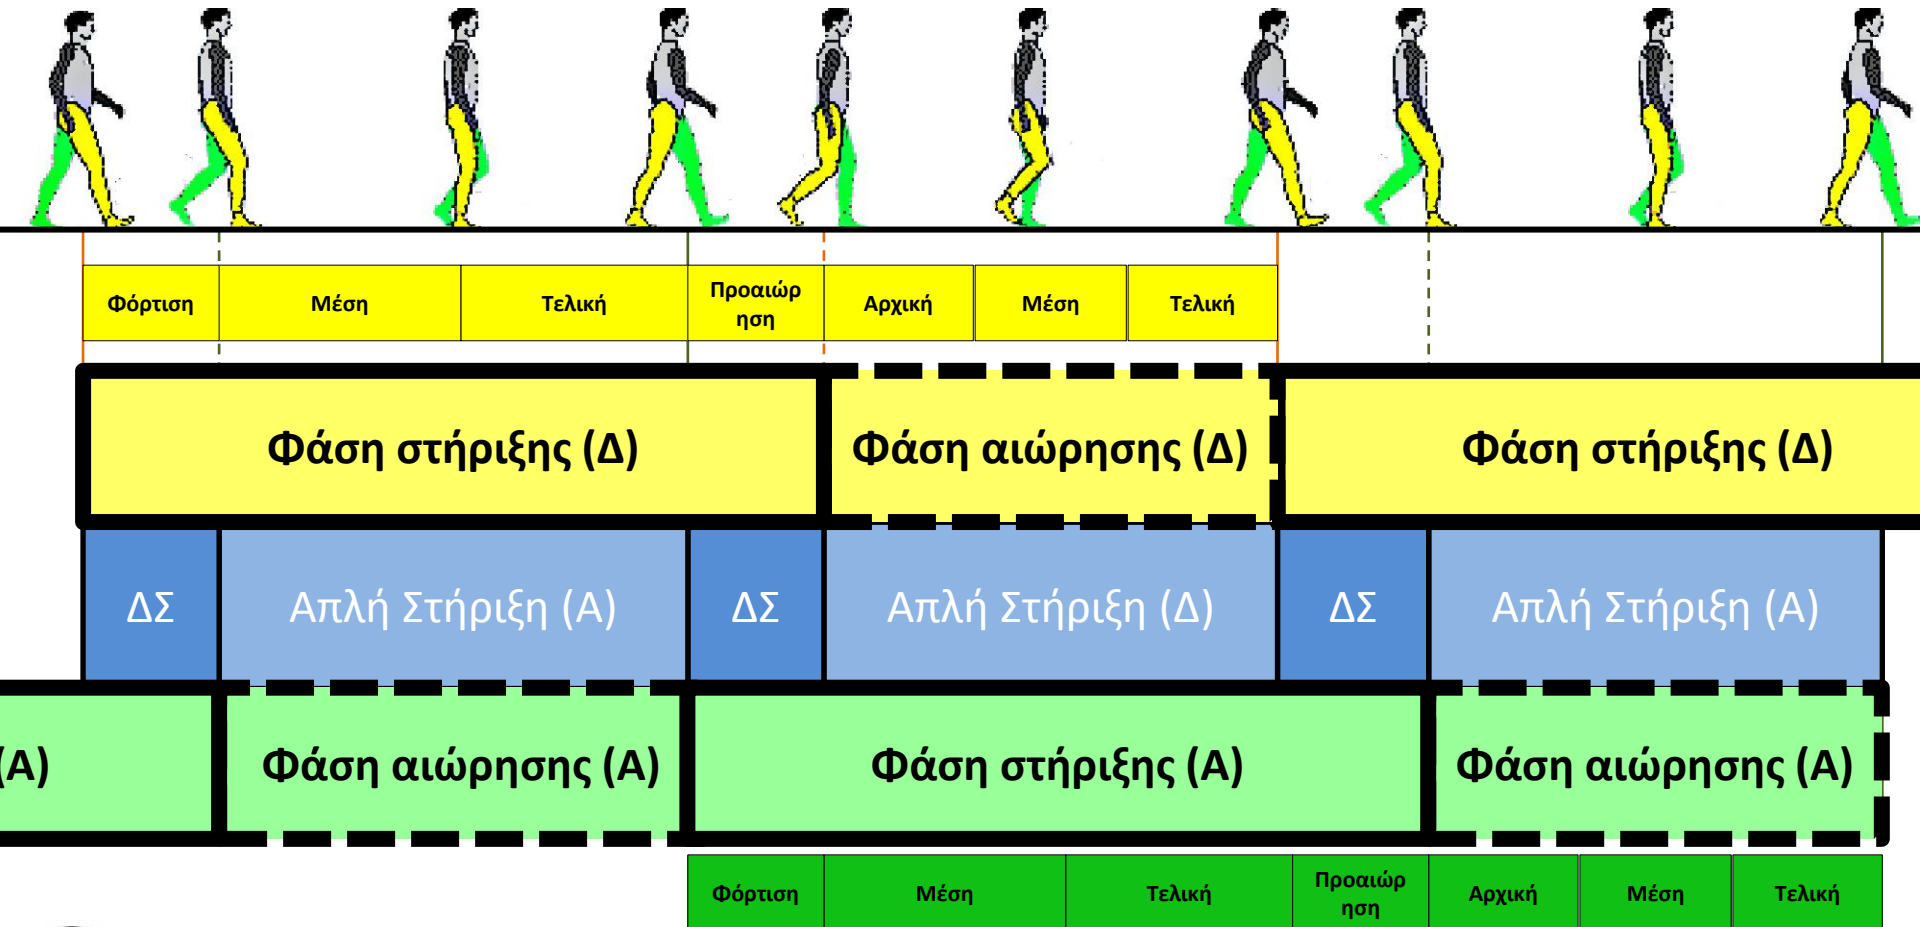 Φόρτιση Μέση Τελική Προαιώρ Αρχική Μέση Τελική
ηση
Φάση στήριξης (Δ) Φάση αιώρησης (Δ) Φάση στήριξης (Δ)
ΔΣ Απλή Στήριξη (Α) ΔΣ Απλή Στήριξη (Δ) ΔΣ Απλή Στήριξη (Α)
(Α) Φάση αιώρησης (Α) Φάση στήριξης (Α) Φάση αιώρησης (Α)
Φόρτιση Μέση Τελική Προαιώρ Αρχική Μέση Τελική
ηση